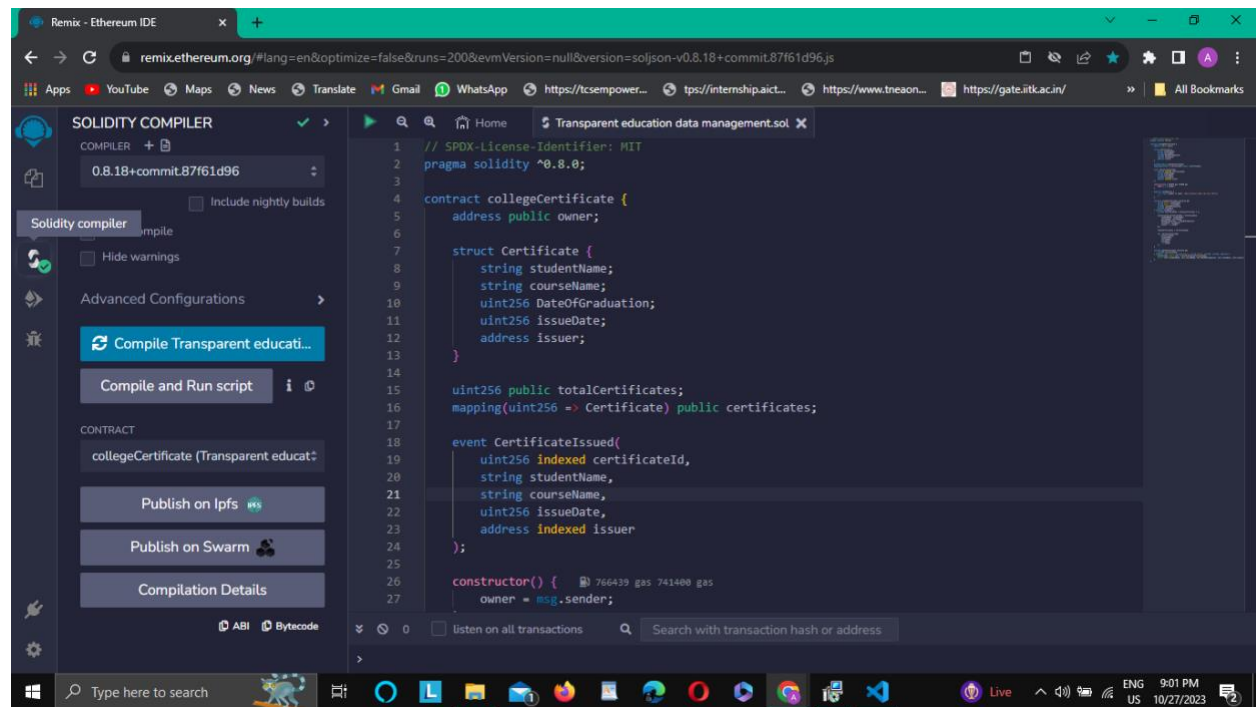 Remix - Ethereum IDE
remix.ethereum.org/#lang=en&optimize=false&runs=200&evmVersion=null&version=soljson-v0.8.18+commit.87f61d96.js
A
Apps YouTube Maps News Translate Gmail WhatsApp https://tcsempower... tps://internship.aict... https://www.tneaon... https://gate.iitk.ac.in/ » All Bookmarks
SOLIDITY COMPILER
COMPILER
0.8.18+commit.87f61d96
Include nightly builds
Solidity compiler
mpile
Hide warnings
Advanced Configurations
Compile Transparent educati...
Compile and Run script
CONTRACT
collegeCertificate (Transparent educat
Publish on Ipfs
Publish on Swarm
Compilation Details
ABI Bytecode
Home Transparent education data management.sol
1 // SPDX-License-Identifier: MIT
2 pragma solidity ^0.8.0;
3
4 contract collegeCertificate {
5 address public owner;
6
7 struct Certificate {
8 string studentName;
9 string courseName;
10 uint256 DateOfGraduation;
11 uint256 issueDate;
12 address issuer;
13 }
14
15 uint256 public totalCertificates;
16 mapping(uint256 => Certificate) public certificates;
17
18 event CertificateIssued(
19 uint256 indexed certificateId,
20 string studentName,
21 string courseName,
22 uint256 issueDate,
23 address indexed issuer
24 );
25
26 constructor() { 766439 gas 741400 gas
27 owner = msg.sender;
0 listen on all transactions Search with transaction hash or address
>
Type here to search
Live
ENG
US
9:01 PM
10/27/2023
2